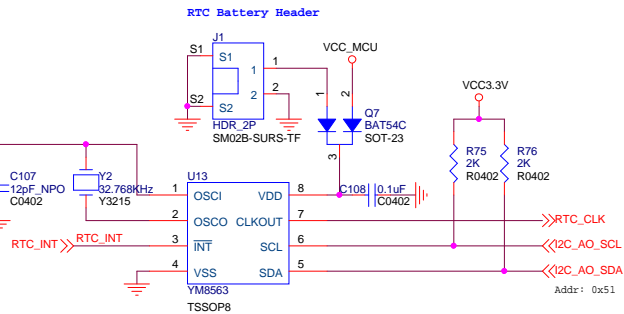 RTC Battery Header
J1
S1
S1
1
1
2
2
S2
S2
HDR_2P
SM02B-SURS-TF
VCC_MCU
1
2
3
Q7
BAT54C
SOT-23
VCC3.3V
R75
2K
R0402
R76
2K
R0402
C107
12pF_NPO
C0402
Y2
32.768KHz
Y3215
U13
1
OSCI
VDD
8
C108
0.1uF
C0402
2
OSCO
CLKOUT
7
RTC_CLK
RTC_INT
RTC_INT
3
INT
SCL
6
I2C_AO_SCL
4
VSS
SDA
5
I2C_AO_SDA
Addr: 0x51
YM8563
TSSOP8